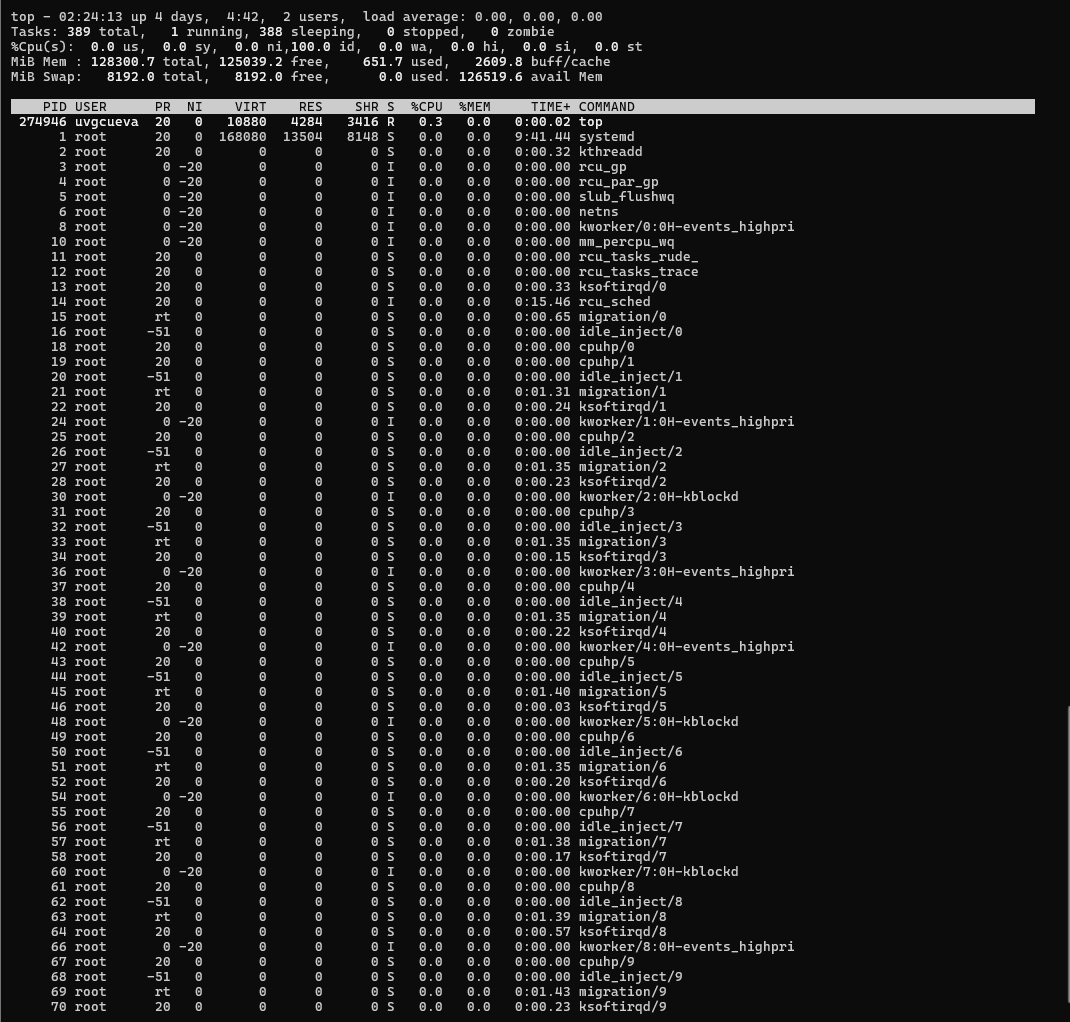 top - 02:24:13 up 4 days,  4:42,  2 users,  load average: 0.00, 0.00, 0.00
Tasks: 389 total,   1 running, 388 sleeping,   0 stopped,   0 zombie
%Cpu(s):  0.0 us,  0.0 sy,  0.0 ni,100.0 id,  0.0 wa,  0.0 hi,  0.0 si,  0.0 st
MiB Mem : 128300.7 total, 125039.2 free,    651.7 used,   2609.8 buff/cache
MiB Swap:   8192.0 total,   8192.0 free,      0.0 used. 126519.6 avail Mem
PID USER      PR  NI    VIRT    RES    SHR S  %CPU  %MEM     TIME+ COMMAND
274946 uvgcueva  20   0   10880   4284   3416 R   0.3   0.0   0:00.02 top
1 root      20   0  168080  13504   8148 S   0.0   0.0   9:41.44 systemd
2 root      20   0       0      0      0 S   0.0   0.0   0:00.32 kthreadd
3 root       0 -20       0      0      0 I   0.0   0.0   0:00.00 rcu_gp
4 root       0 -20       0      0      0 I   0.0   0.0   0:00.00 rcu_par_gp
5 root       0 -20       0      0      0 I   0.0   0.0   0:00.00 slub_flushwq
6 root       0 -20       0      0      0 I   0.0   0.0   0:00.00 netns
8 root       0 -20       0      0      0 I   0.0   0.0   0:00.00 kworker/0:0H-events_highpri
10 root       0 -20       0      0      0 I   0.0   0.0   0:00.00 mm_percpu_wq
11 root      20   0       0      0      0 S   0.0   0.0   0:00.00 rcu_tasks_rude_
12 root      20   0       0      0      0 S   0.0   0.0   0:00.00 rcu_tasks_trace
13 root      20   0       0      0      0 S   0.0   0.0   0:00.33 ksoftirqd/0
14 root      20   0       0      0      0 I   0.0   0.0   0:15.46 rcu_sched
15 root      rt   0       0      0      0 S   0.0   0.0   0:00.65 migration/0
16 root     -51   0       0      0      0 S   0.0   0.0   0:00.00 idle_inject/0
18 root      20   0       0      0      0 S   0.0   0.0   0:00.00 cpuhp/0
19 root      20   0       0      0      0 S   0.0   0.0   0:00.00 cpuhp/1
20 root     -51   0       0      0      0 S   0.0   0.0   0:00.00 idle_inject/1
21 root      rt   0       0      0      0 S   0.0   0.0   0:01.31 migration/1
22 root      20   0       0      0      0 S   0.0   0.0   0:00.24 ksoftirqd/1
24 root       0 -20       0      0      0 I   0.0   0.0   0:00.00 kworker/1:0H-events_highpri
25 root      20   0       0      0      0 S   0.0   0.0   0:00.00 cpuhp/2
26 root     -51   0       0      0      0 S   0.0   0.0   0:00.00 idle_inject/2
27 root      rt   0       0      0      0 S   0.0   0.0   0:01.35 migration/2
28 root      20   0       0      0      0 S   0.0   0.0   0:00.23 ksoftirqd/2
30 root       0 -20       0      0      0 I   0.0   0.0   0:00.00 kworker/2:0H-kblockd
31 root      20   0       0      0      0 S   0.0   0.0   0:00.00 cpuhp/3
32 root     -51   0       0      0      0 S   0.0   0.0   0:00.00 idle_inject/3
33 root      rt   0       0      0      0 S   0.0   0.0   0:01.35 migration/3
34 root      20   0       0      0      0 S   0.0   0.0   0:00.15 ksoftirqd/3
36 root       0 -20       0      0      0 I   0.0   0.0   0:00.00 kworker/3:0H-events_highpri
37 root      20   0       0      0      0 S   0.0   0.0   0:00.00 cpuhp/4
38 root     -51   0       0      0      0 S   0.0   0.0   0:00.00 idle_inject/4
39 root      rt   0       0      0      0 S   0.0   0.0   0:01.35 migration/4
40 root      20   0       0      0      0 S   0.0   0.0   0:00.22 ksoftirqd/4
42 root       0 -20       0      0      0 I   0.0   0.0   0:00.00 kworker/4:0H-events_highpri
43 root      20   0       0      0      0 S   0.0   0.0   0:00.00 cpuhp/5
44 root     -51   0       0      0      0 S   0.0   0.0   0:00.00 idle_inject/5
45 root      rt   0       0      0      0 S   0.0   0.0   0:01.40 migration/5
46 root      20   0       0      0      0 S   0.0   0.0   0:00.03 ksoftirqd/5
48 root       0 -20       0      0      0 I   0.0   0.0   0:00.00 kworker/5:0H-kblockd
49 root      20   0       0      0      0 S   0.0   0.0   0:00.00 cpuhp/6
50 root     -51   0       0      0      0 S   0.0   0.0   0:00.00 idle_inject/6
51 root      rt   0       0      0      0 S   0.0   0.0   0:01.35 migration/6
52 root      20   0       0      0      0 S   0.0   0.0   0:00.20 ksoftirqd/6
54 root       0 -20       0      0      0 I   0.0   0.0   0:00.00 kworker/6:0H-kblockd
55 root      20   0       0      0      0 S   0.0   0.0   0:00.00 cpuhp/7
56 root     -51   0       0      0      0 S   0.0   0.0   0:00.00 idle_inject/7
57 root      rt   0       0      0      0 S   0.0   0.0   0:01.38 migration/7
58 root      20   0       0      0      0 S   0.0   0.0   0:00.17 ksoftirqd/7
60 root       0 -20       0      0      0 I   0.0   0.0   0:00.00 kworker/7:0H-kblockd
61 root      20   0       0      0      0 S   0.0   0.0   0:00.00 cpuhp/8
62 root     -51   0       0      0      0 S   0.0   0.0   0:00.00 idle_inject/8
63 root      rt   0       0      0      0 S   0.0   0.0   0:01.39 migration/8
64 root      20   0       0      0      0 S   0.0   0.0   0:00.57 ksoftirqd/8
66 root       0 -20       0      0      0 I   0.0   0.0   0:00.00 kworker/8:0H-events_highpri
67 root      20   0       0      0      0 S   0.0   0.0   0:00.00 cpuhp/9
68 root     -51   0       0      0      0 S   0.0   0.0   0:00.00 idle_inject/9
69 root      rt   0       0      0      0 S   0.0   0.0   0:01.43 migration/9
70 root      20   0       0      0      0 S   0.0   0.0   0:00.23 ksoftirqd/9